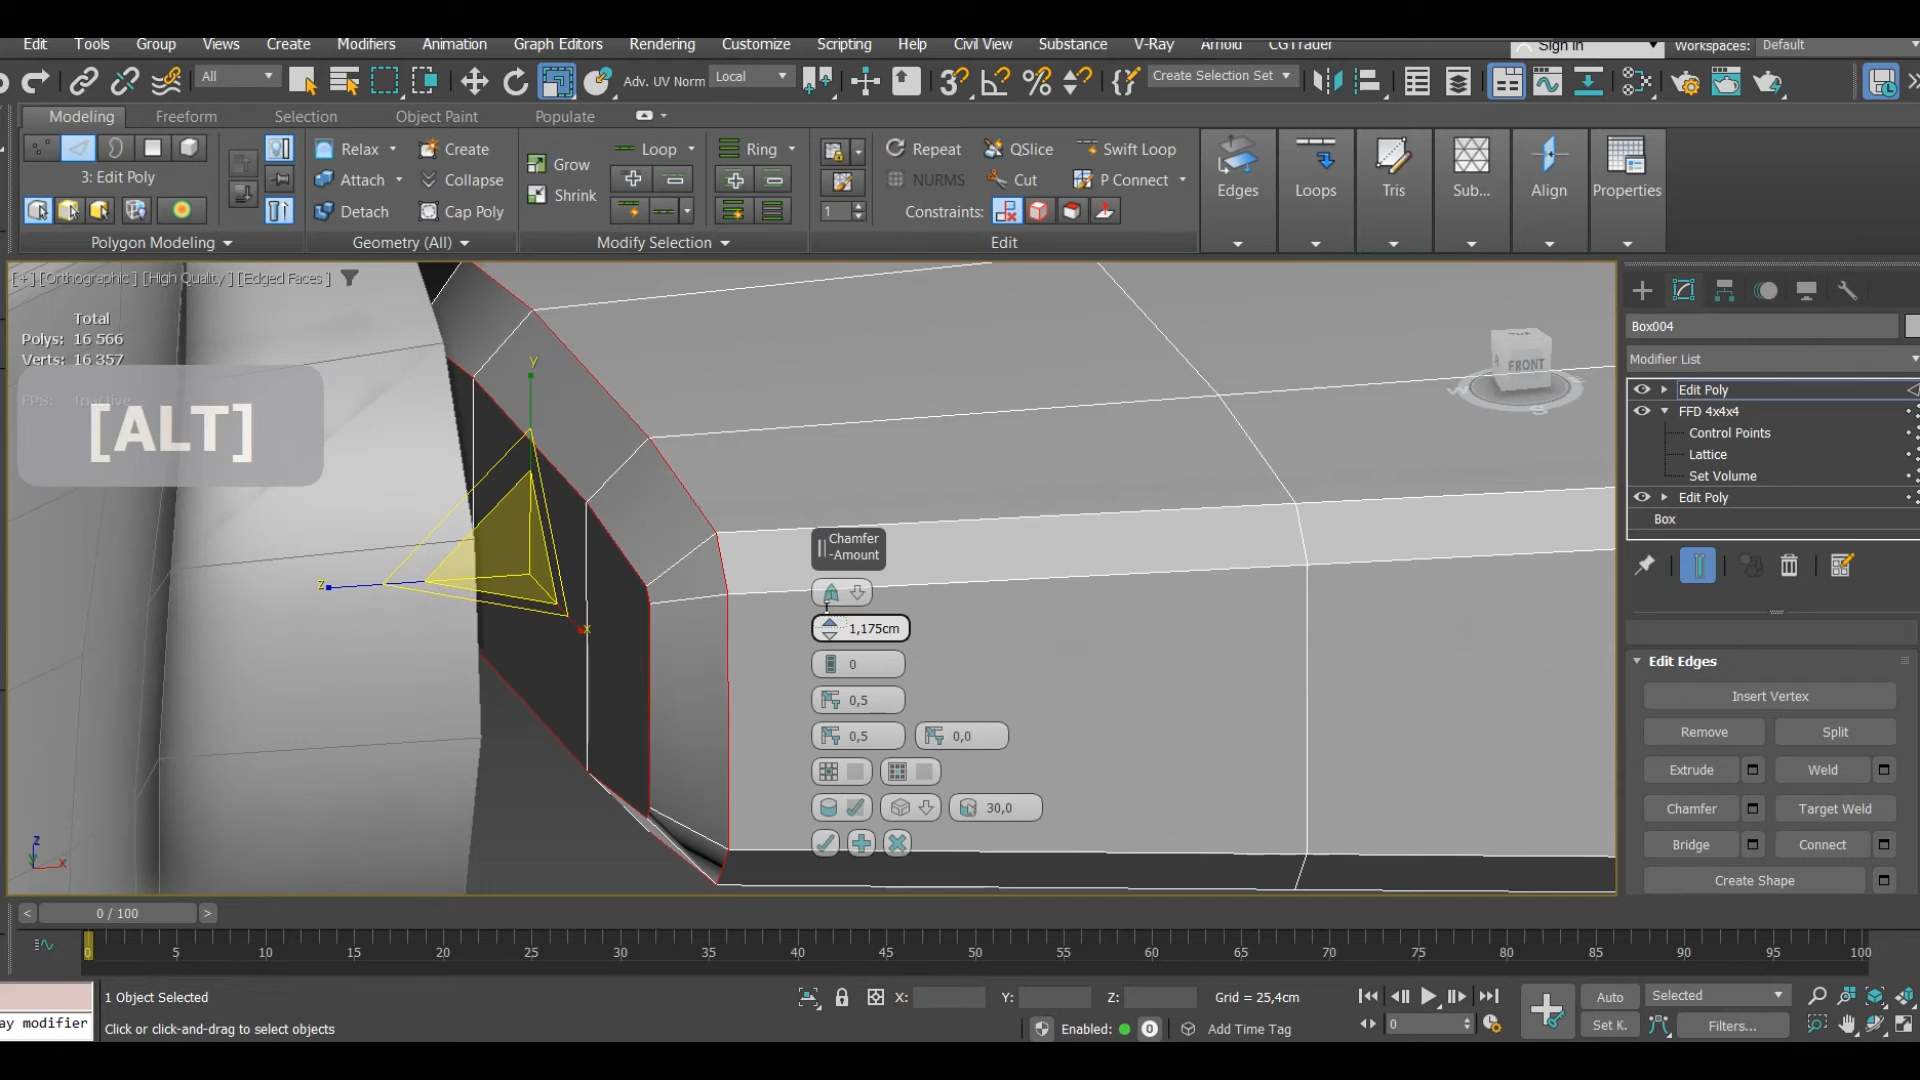 Edit Tools Group Views Create Modifiers Animation Graph Editors Rendering Customize Scripting Help Civil View Substance V-Ray Arnold CGTrader Sign In Workspaces: Default
All Adv. UV Norm Local Create Selection Set
Modeling Freeform Selection Object Paint Populate
Relax Create Grow Loop Ring Repeat QSlice Swift Loop
3: Edit Poly Attach Collapse Shrink NURMS Cut P Connect Edges Loops Tris Sub... Align Properties
Detach Cap Poly 1 Constraints:
Polygon Modeling Geometry (All) Modify Selection Edit
[+] [Orthographic ] [High Quality ] [Edged Faces ]
Total
Polys: 16 566
Verts: 16 357
FPS: Inactive
[ALT]
y
z
x
FRONT
W
S
Chamfer
-Amount
1,175cm
0
0,5
0,5 0,0
30,0
z
y
x
Box004
Modifier List
Edit Poly
FFD 4x4x4
Control Points
Lattice
Set Volume
Edit Poly
Box
Edit Edges
Insert Vertex
Remove Split
Extrude Weld
Chamfer Target Weld
Bridge Connect
Create Shape
< 0 / 100 >
0 5 10 15 20 25 30 35 40 45 50 55 60 65 70 75 80 85 90 95 100
1 Object Selected X: Y: Z: Grid = 25,4cm Auto Selected
ay modifier Click or click-and-drag to select objects Enabled: 0 Add Time Tag 0 Set K. Filters...